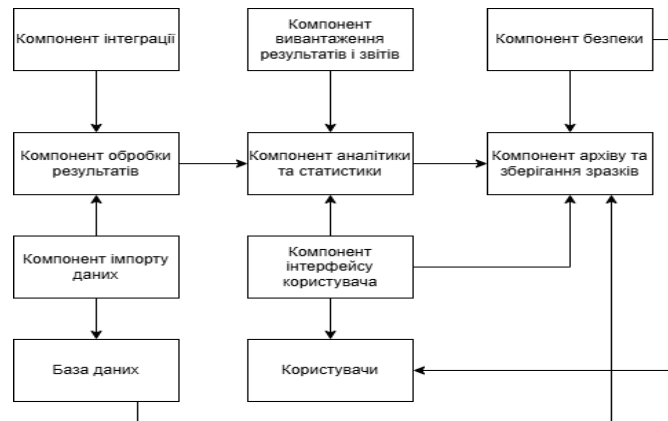 Компонент інтеграції
Компонент
вивантаження
результатів і звітів
Компонент безпеки
Компонент обробки
результатів
Компонент аналітики
та статистики
Компонент архіву та
зберігання зразків
Компонент імпорту
даних
Компонент
інтерфейсу
користувача
База даних
Користувачи